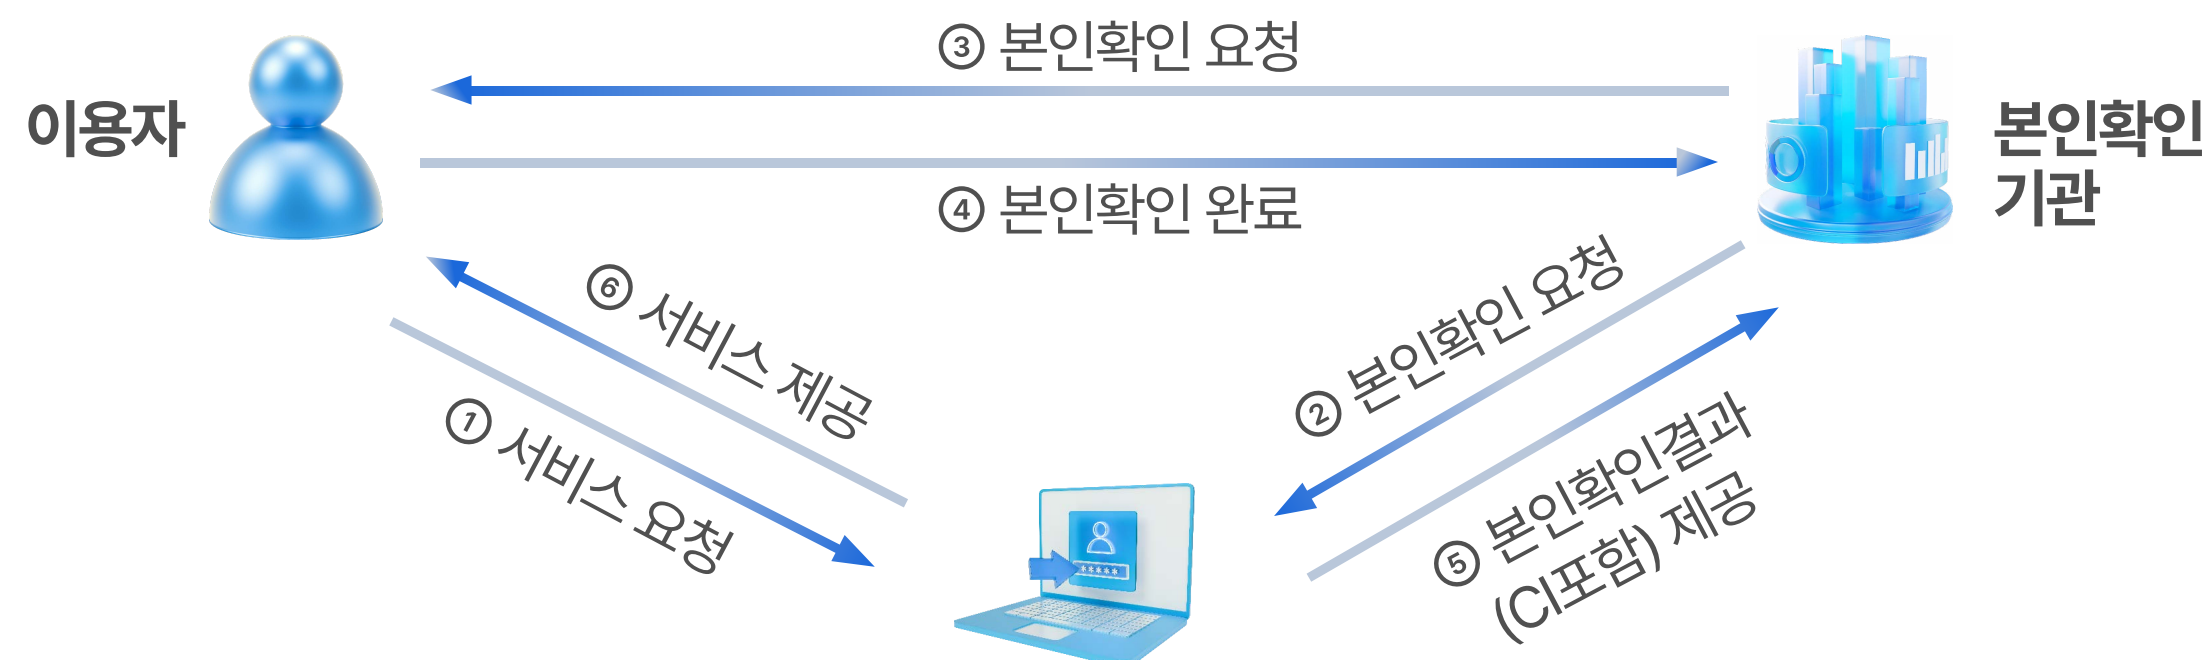 ③ 본인확인 요청
이용자
본인확인
기관
④ 본인확인 완료
⑥ 서비스 제공
① 서비스 요청
② 본인확인 요청
⑤ 본인확인결과
(CI포함) 제공
*****